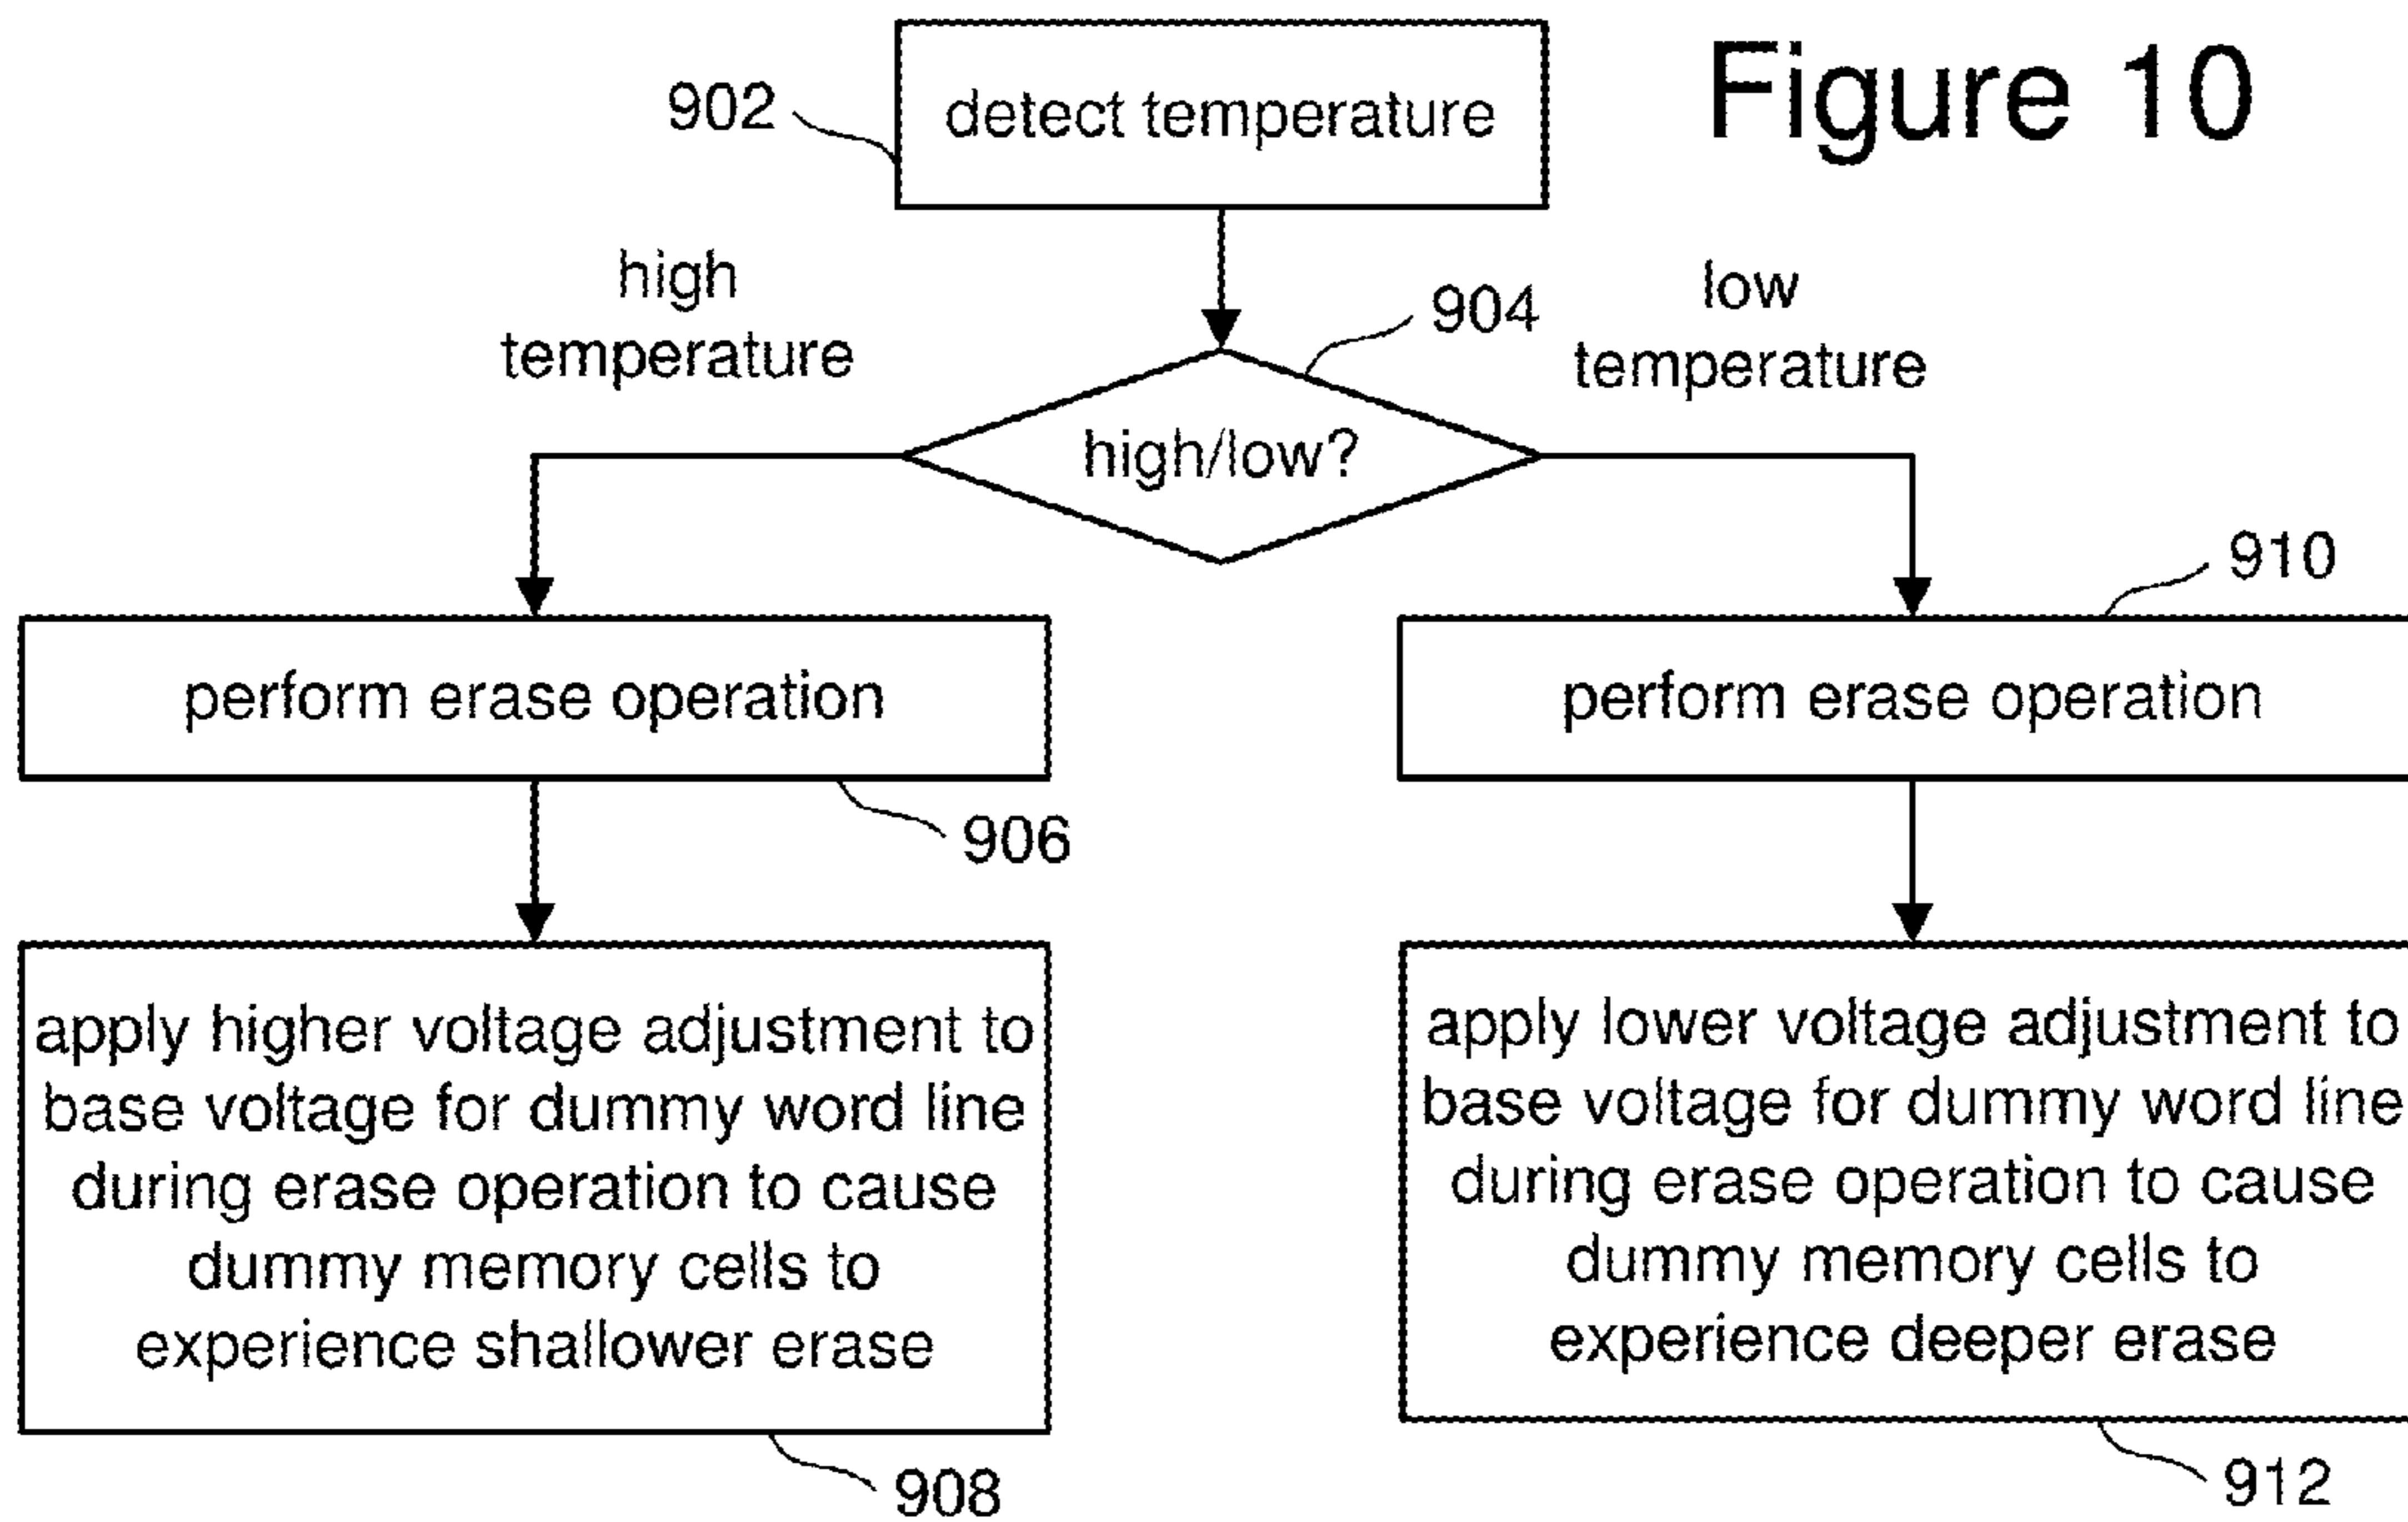 Figure 10
902
detect temperature
high
temperature
904
low
temperature
high/low?
910
perform erase operation
perform erase operation
906
apply higher voltage adjustment to
base voltage for dummy word line
during erase operation to cause
dummy memory cells to
experience shallower erase
apply lower voltage adjustment to
base voltage for dummy word line
during erase operation to cause
dummy memory cells to
experience deeper erase
908
912